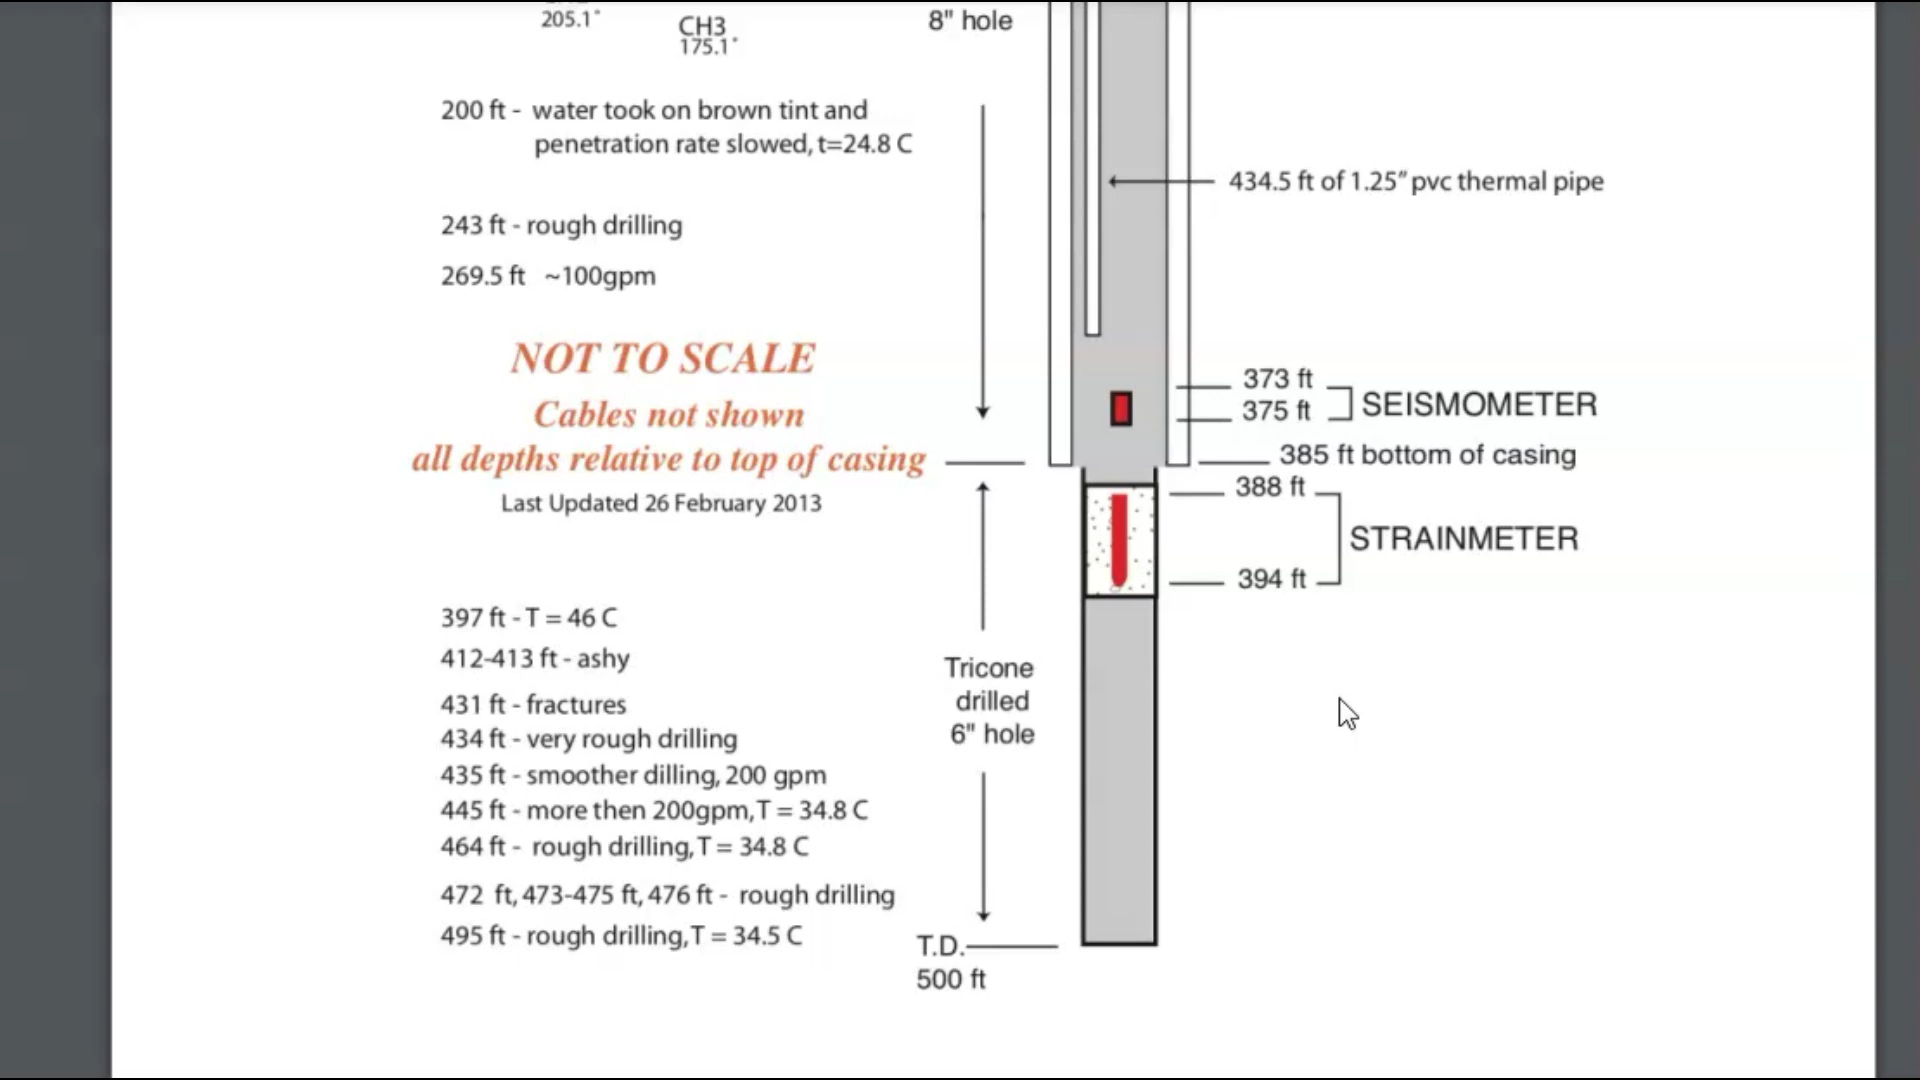 205.1°
CH3
175.1°
8" hole
200 ft - water took on brown tint and
penetration rate slowed, t=24.8 C
434.5 ft of 1.25" pvc thermal pipe
243 ft - rough drilling
269.5 ft ~100gpm
NOT TO SCALE
Cables not shown
all depths relative to top of casing
Last Updated 26 February 2013
373 ft
375 ft
SEISMOMETER
385 ft bottom of casing
388 ft
STRAINMETER
394 ft
397 ft - T = 46 C
412-413 ft - ashy
431 ft - fractures
434 ft - very rough drilling
435 ft - smoother dilling, 200 gpm
445 ft - more then 200gpm, T = 34.8 C
464 ft - rough drilling, T = 34.8 C
472 ft, 473-475 ft, 476 ft - rough drilling
495 ft - rough drilling, T = 34.5 C
Tricone
drilled
6" hole
T.D.
500 ft